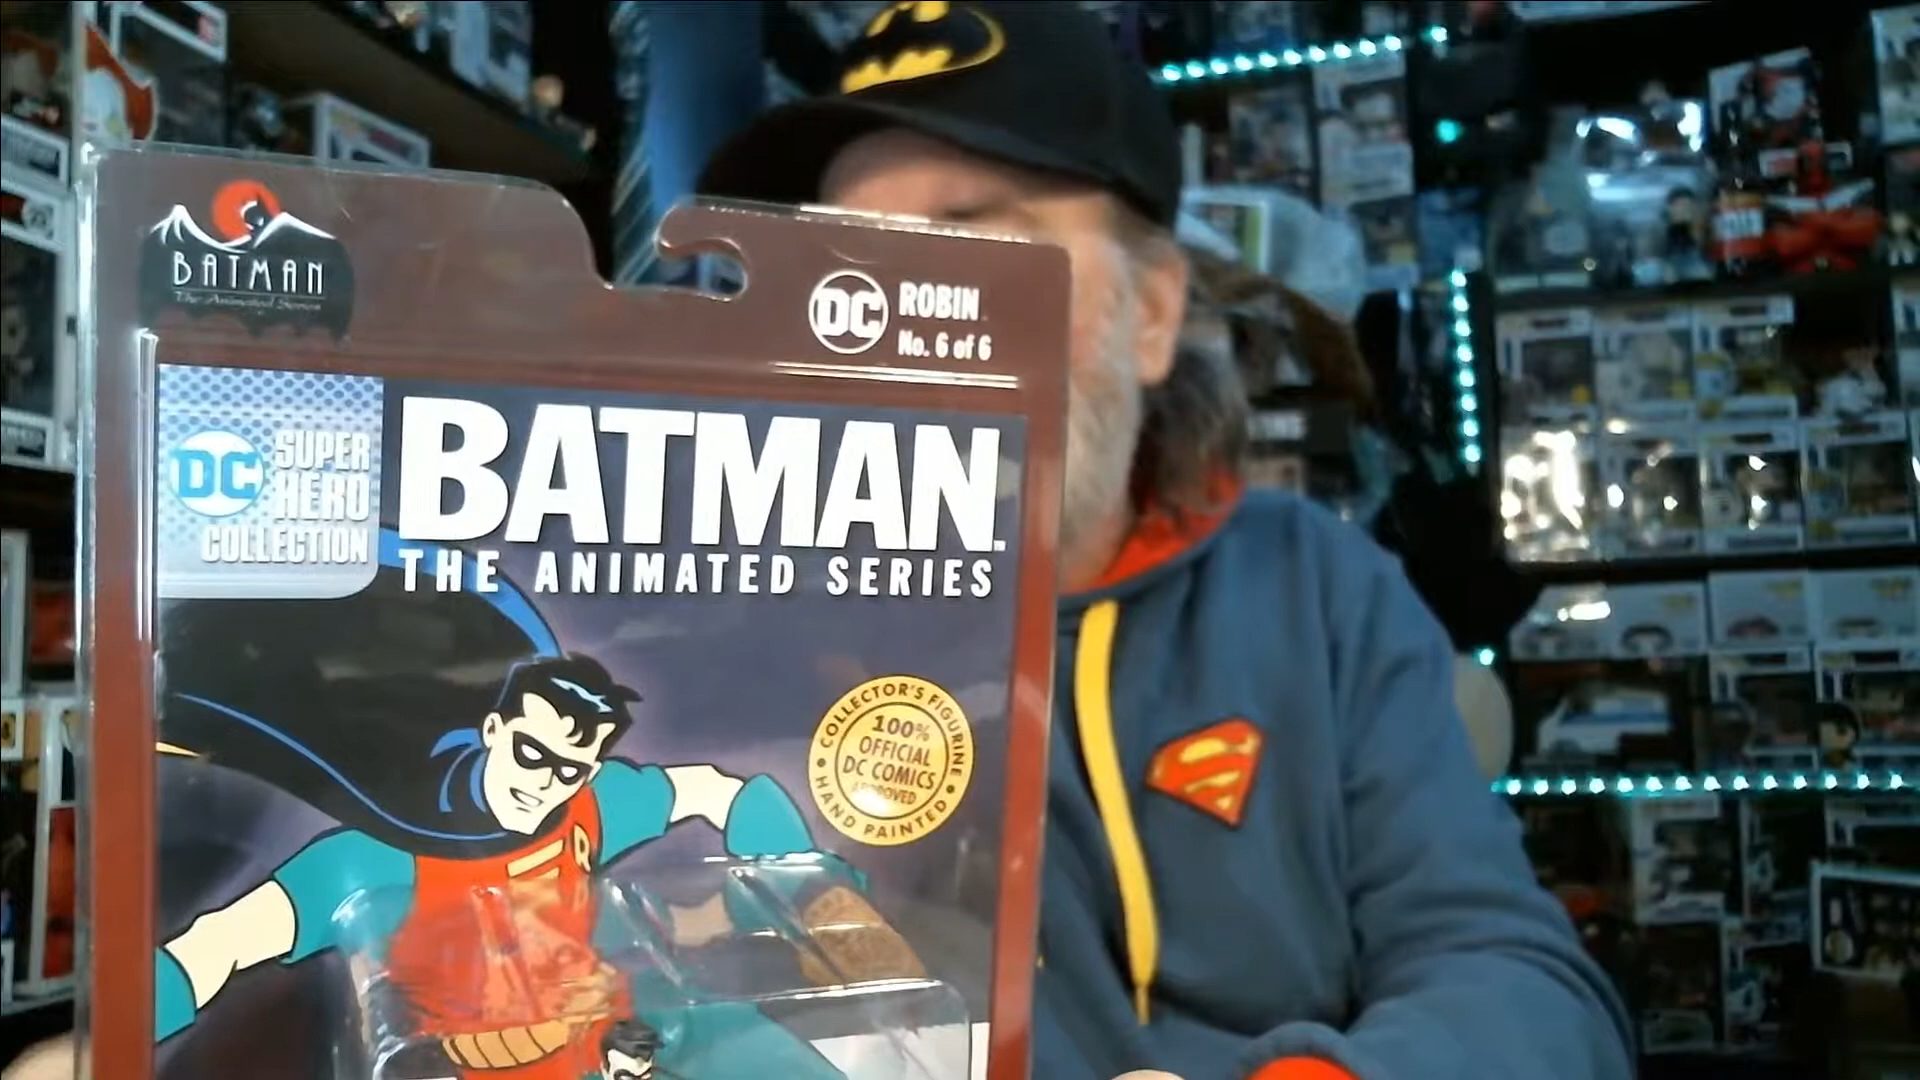 BATMAN
The Animated Series
DC
ROBIN
No. 6 of 6
DC
SUPER
HERO
COLLECTION
BATMAN
THE ANIMATED SERIES
COLLECTOR'S FIGURINE
100%
OFFICIAL
DC COMICS
APPROVED
HAND PAINTED
R
S